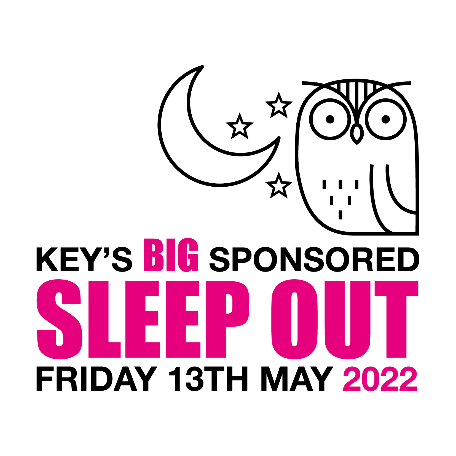 KEY'S BIG SPONSORED
SLEEP OUT
FRIDAY 13TH MAY 2022